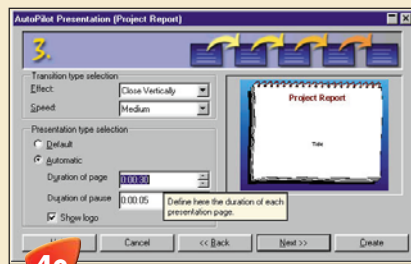 AutoPilot Presentation (Project Report)
3.
Transition type selection
Effect:
Close Vertically
Speed:
Medium
Presentation type selection
Default
Automatic
Duration of page
0:00:30
Duration of pause
0:00:05
Define here the duration of each
presentation page.
Show logo
Project Report
Title
Cancel
<< Back
Next >>
Create